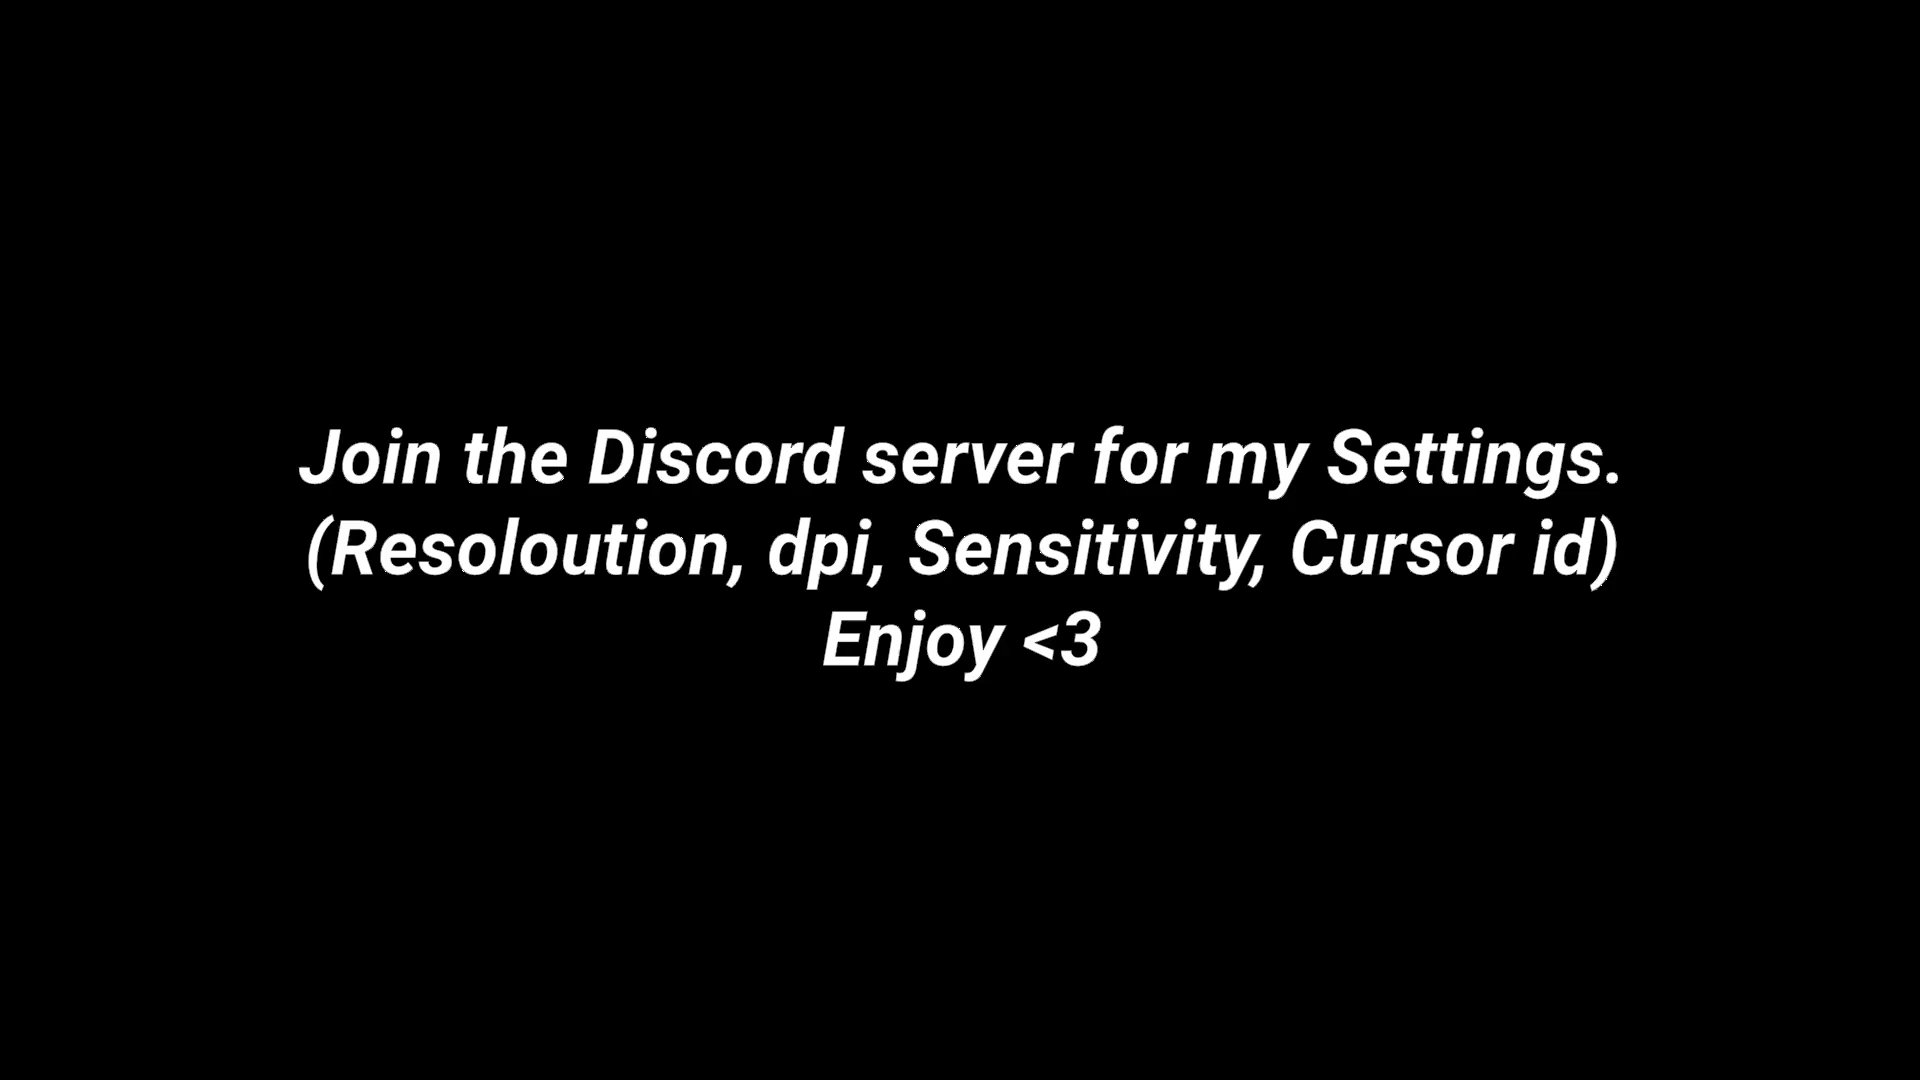 Join the Discord server for my Settings.
(Resoloution, dpi, Sensitivity, Cursor id)
Enjoy <3